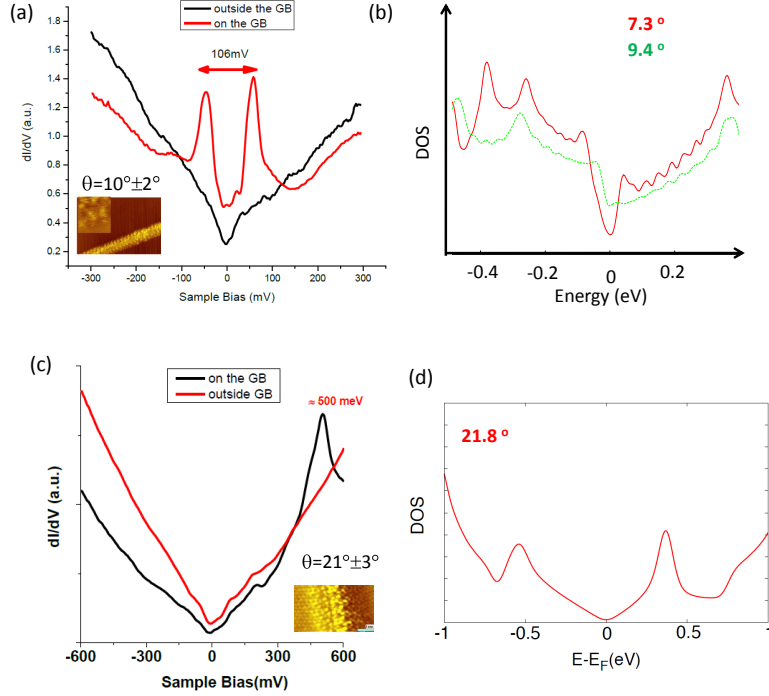 (a)
outside the GB
on the GB
106mV
dI/dV (a.u.)
1.8
1.6
1.4
1.2
1.0
0.8
0.6
0.4
0.2
θ=10°±2°
-300
-200
-100
0
100
200
300
Sample Bias (mV)
(b)
7.3 º
9.4 º
DOS
-0.4
-0.2
0
0.2
Energy (eV)
(c)
on the GB
outside GB
≈ 500 meV
dI/dV (a.u.)
θ=21°±3°
-600
-300
0
300
600
Sample Bias(mV)
(d)
21.8 º
DOS
-1
-0.5
0
0.5
1
E-EF(eV)